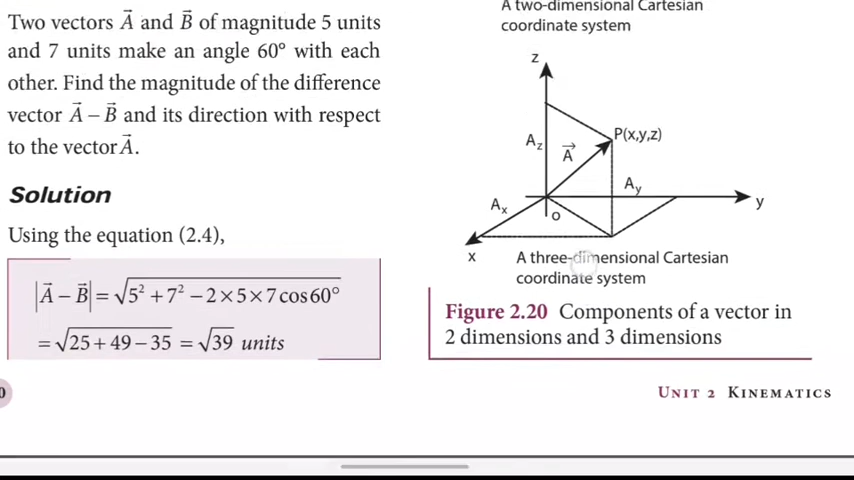 Two vectors A⃗ and B⃗ of magnitude 5 units
and 7 units make an angle 60° with each
other. Find the magnitude of the difference
vector A⃗ – B⃗ and its direction with respect
to the vector A⃗.
Solution
Using the equation (2.4),
|A⃗ – B⃗| = √(5² + 7² – 2 × 5 × 7 cos 60°)
= √(25 + 49 – 35) = √39 units
0
A two-dimensional Cartesian
coordinate system
z
P(x,y,z)
A_z
A⃗
A_y
A_x
O
y
x
A three-dimensional Cartesian
coordinate system
Figure 2.20 Components of a vector in
2 dimensions and 3 dimensions
UNIT 2 KINEMATICS